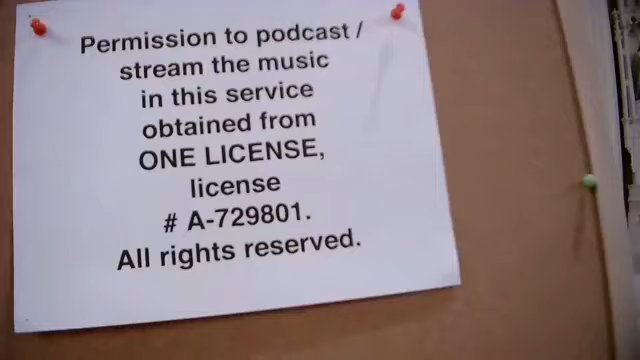 Permission to podcast /
stream the music
in this service
obtained from
ONE LICENSE,
license
# A-729801.
All rights reserved.